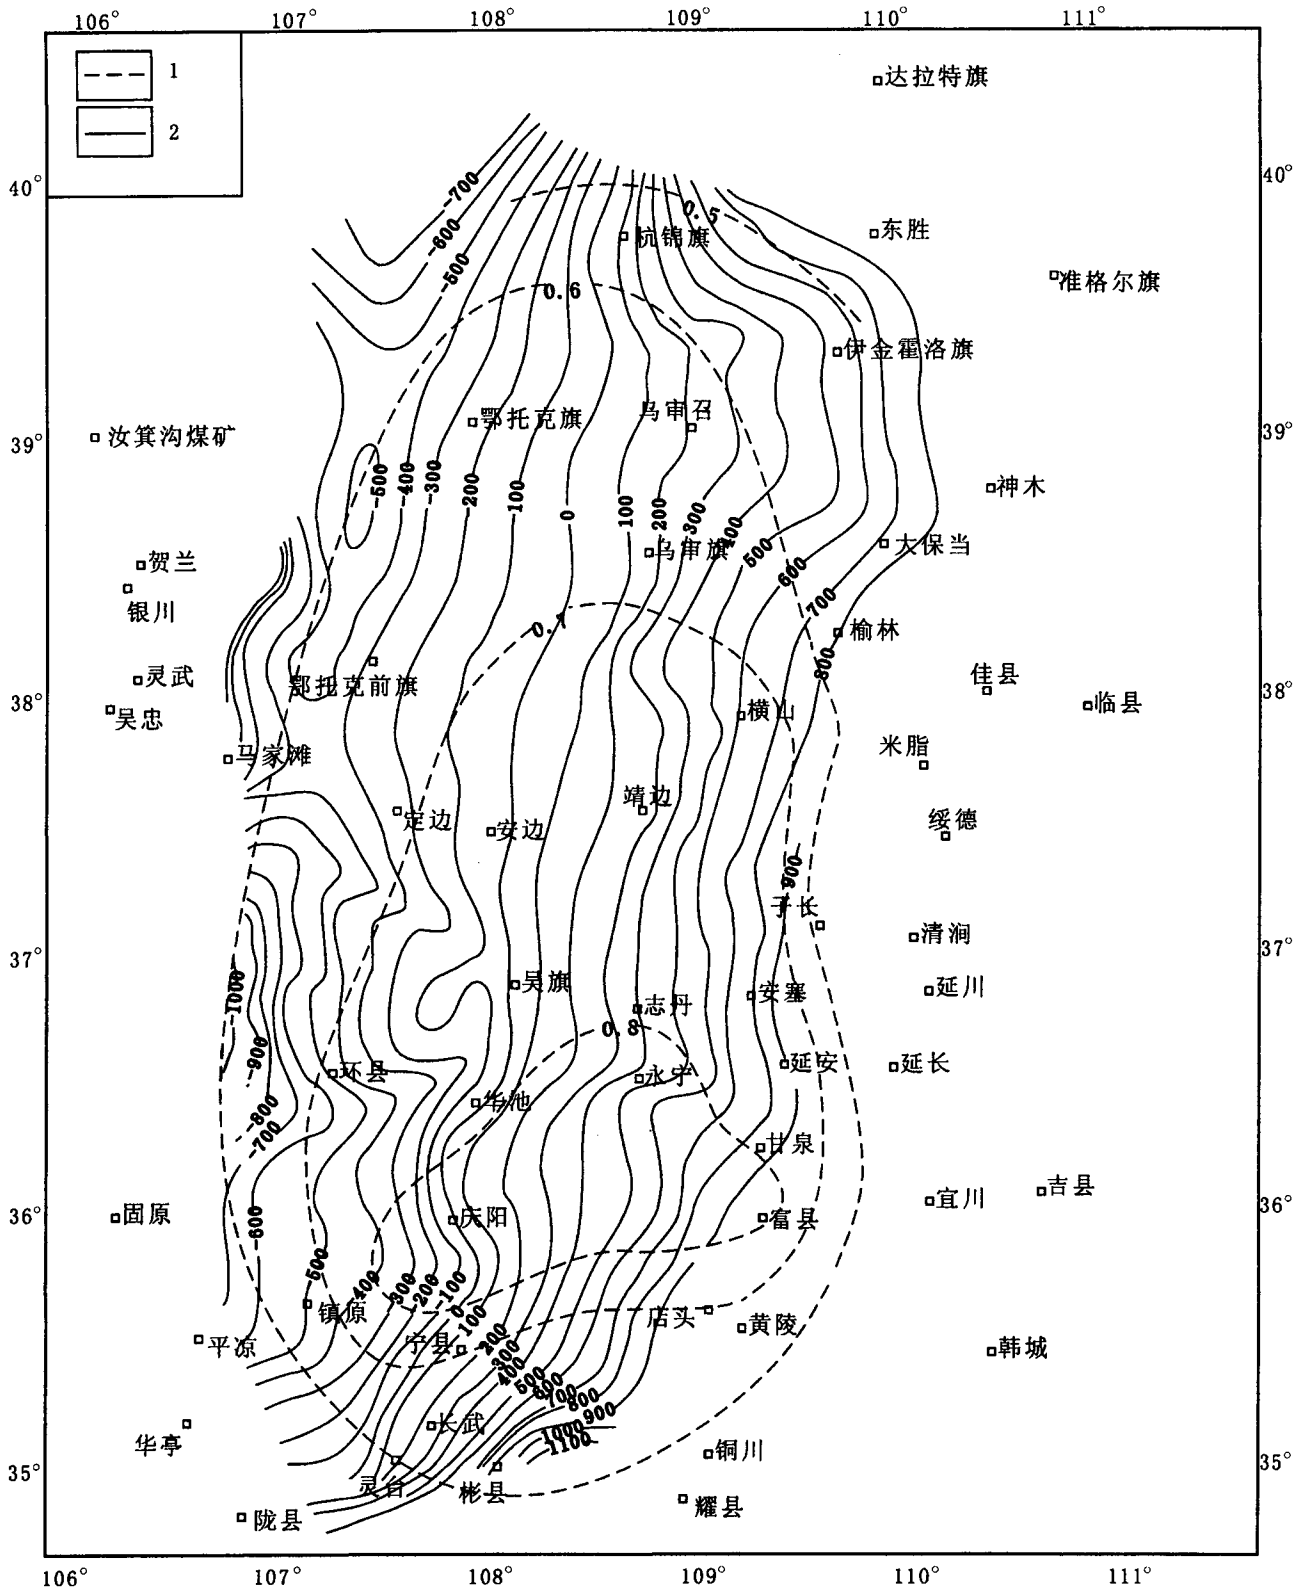 106° 107° 108° 109° 110° 111°
1
2
达拉特旗
40° 40°
-700
-600
-500
0.5
杭锦旗
东胜
准格尔旗
0.6
伊金霍洛旗
鄂托克旗
乌审召
39° 39°
汝箕沟煤矿
-500 -400 -300 -200 -100 0 100 200 300 400 500 600 700 800
神木
乌审旗
大保当
贺兰
银川
0.7
榆林
灵武
鄂托克前旗
佳县
38° 38°
吴忠
横山
临县
马家滩
米脂
定边
安边
靖边
绥德
900
子长
清涧
37° 37°
-1000
吴旗
志丹
安塞
延川
0.8
-900
环县
永宁
延安
延长
华池
-800
-700
甘泉
36° 36°
固原
-600
庆阳
富县
宜川
吉县
-500 -400 -300 -200 -100 0 100 200 300 400 500 600 700 800 900 1000 1100
镇原
店头
黄陵
平凉
宁县
韩城
华亭
长武
铜川
35° 35°
灵台
彬县
耀县
陇县
106° 107° 108° 109° 110° 111°